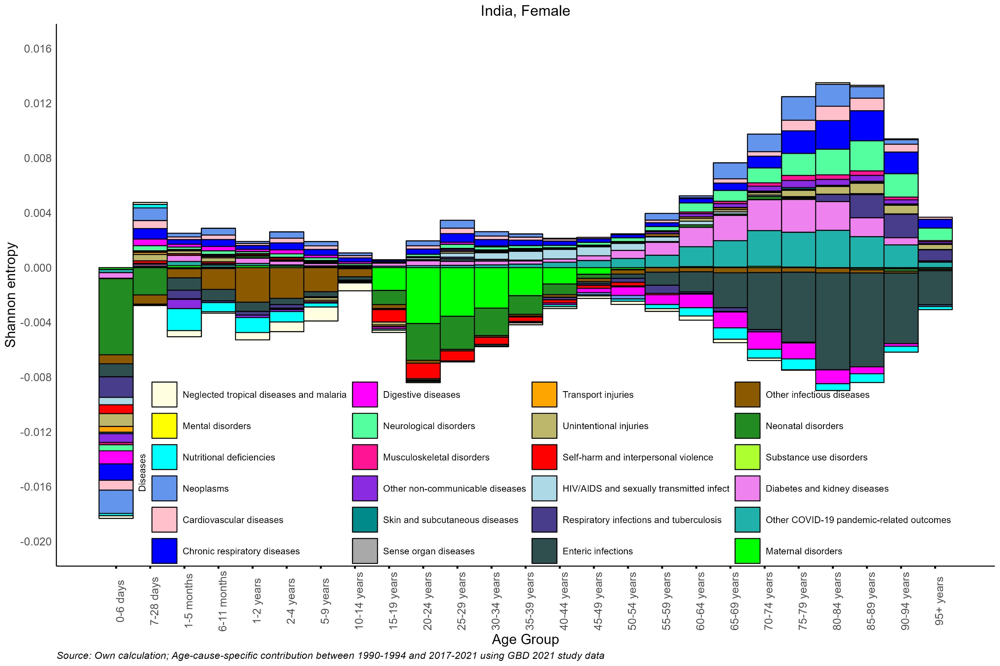 India, Female
Shannon entropy
0.016
0.012
0.008
0.004
0.000
-0.004
-0.008
-0.012
-0.016
-0.020
Diseases
Neglected tropical diseases and malaria
Mental disorders
Nutritional deficiencies
Neoplasms
Cardiovascular diseases
Chronic respiratory diseases
Digestive diseases
Neurological disorders
Musculoskeletal disorders
Other non-communicable diseases
Skin and subcutaneous diseases
Sense organ diseases
Transport injuries
Unintentional injuries
Self-harm and interpersonal violence
HIV/AIDS and sexually transmitted infect
Respiratory infections and tuberculosis
Enteric infections
Other infectious diseases
Neonatal disorders
Substance use disorders
Diabetes and kidney diseases
Other COVID-19 pandemic-related outcomes
Maternal disorders
0-6 days
7-28 days
1-5 months
6-11 months
1-2 years
2-4 years
5-9 years
10-14 years
15-19 years
20-24 years
25-29 years
30-34 years
35-39 years
40-44 years
45-49 years
50-54 years
55-59 years
60-64 years
65-69 years
70-74 years
75-79 years
80-84 years
85-89 years
90-94 years
95+ years
Age Group
Source: Own calculation; Age-cause-specific contribution between 1990-1994 and 2017-2021 using GBD 2021 study data